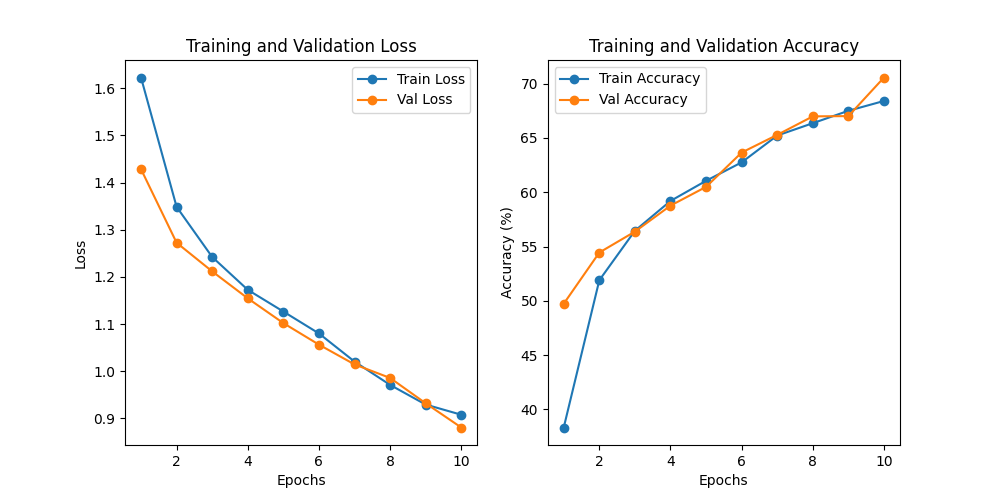 Training and Validation Loss
Train Loss
Val Loss
1.6
1.5
1.4
1.3
1.2
1.1
1.0
0.9
Loss
2 4 6 8 10
Epochs
Training and Validation Accuracy
Train Accuracy
Val Accuracy
70
65
60
55
50
45
40
Accuracy (%)
2 4 6 8 10
Epochs